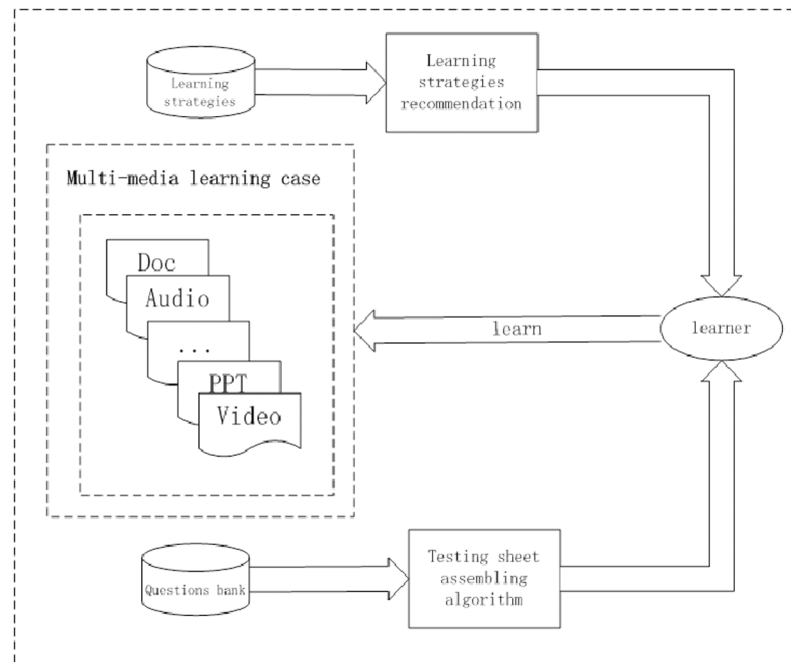 Learning
strategies
Learning
strategies
recommendation
Multi-media learning case
Doc
Audio
...
PPT
Video
learn
learner
Questions bank
Testing sheet
assembling
algorithm